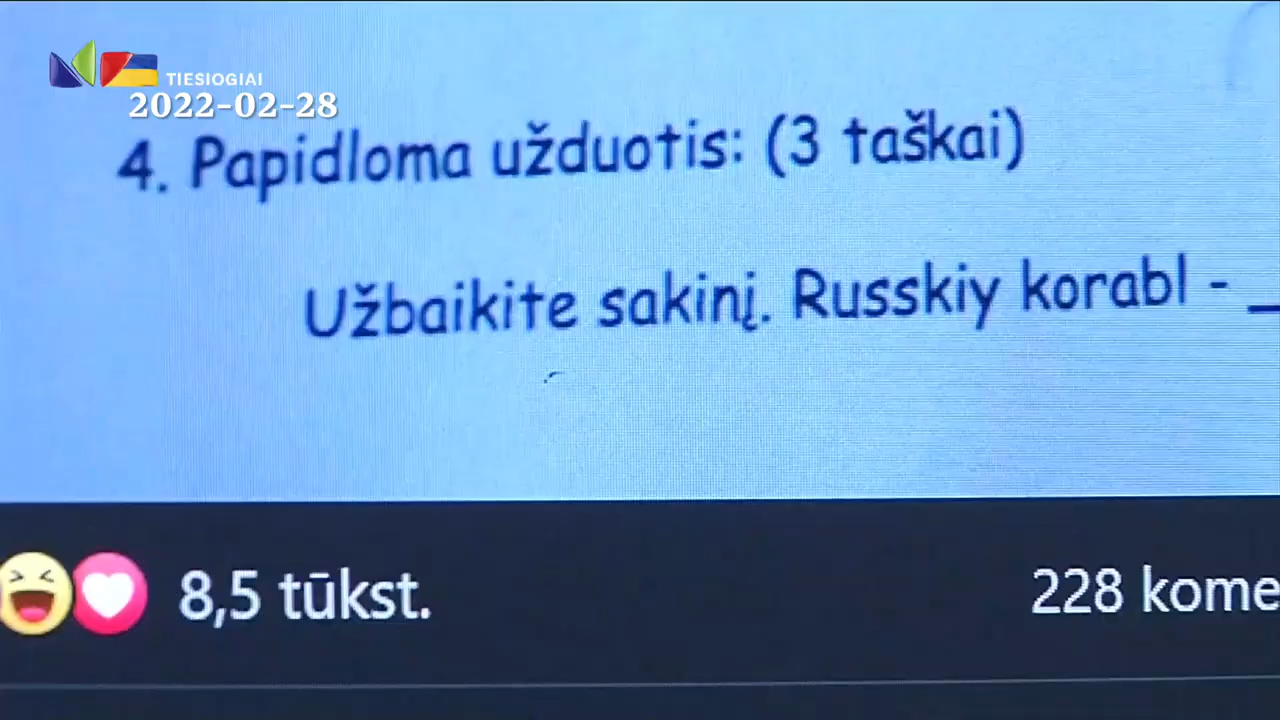 TIESIOGIAI
2022-02-28
4. Papidloma užduotis: (3 taškai)
Užbaikite sakinį. Russkiy korabl - _
8,5 tūkst.
228 kome